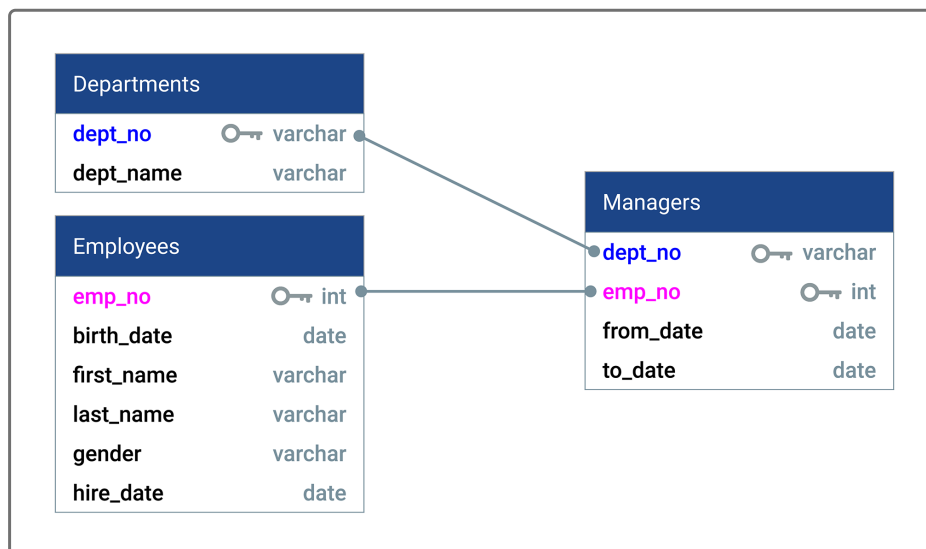 Departments
dept_no varchar
dept_name varchar
Employees
emp_no int
birth_date date
first_name varchar
last_name varchar
gender varchar
hire_date date
Managers
dept_no varchar
emp_no int
from_date date
to_date date